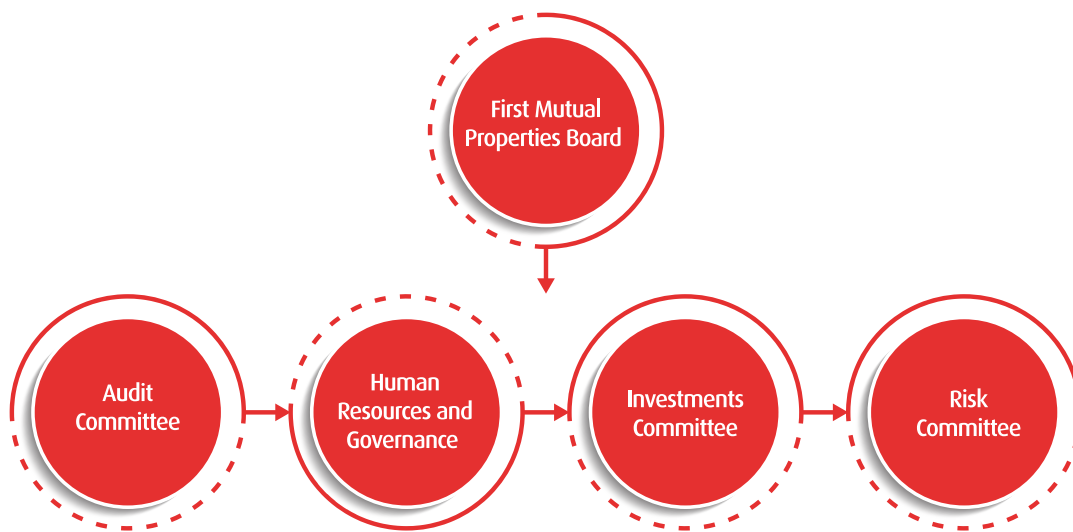 First Mutual
Properties Board
Audit
Committee
Human
Resources and
Governance
Investments
Committee
Risk
Committee